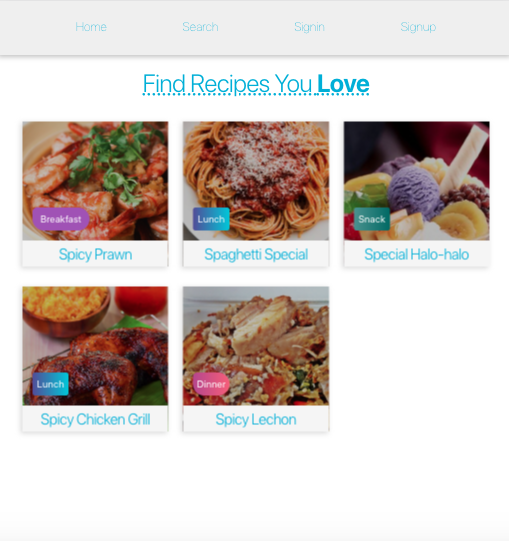 Home Search Signin Signup
Find Recipes You Love
Breakfast
Lunch
Snack
Spicy Prawn
Spaghetti Special
Special Halo-halo
Lunch
Dinner
Spicy Chicken Grill
Spicy Lechon